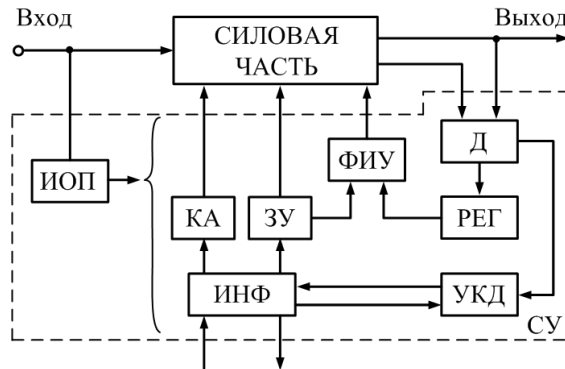 Вход
Выход
СИЛОВАЯ
ЧАСТЬ
ИОП
ФИУ
Д
КА
ЗУ
РЕГ
ИНФ
УКД
СУ